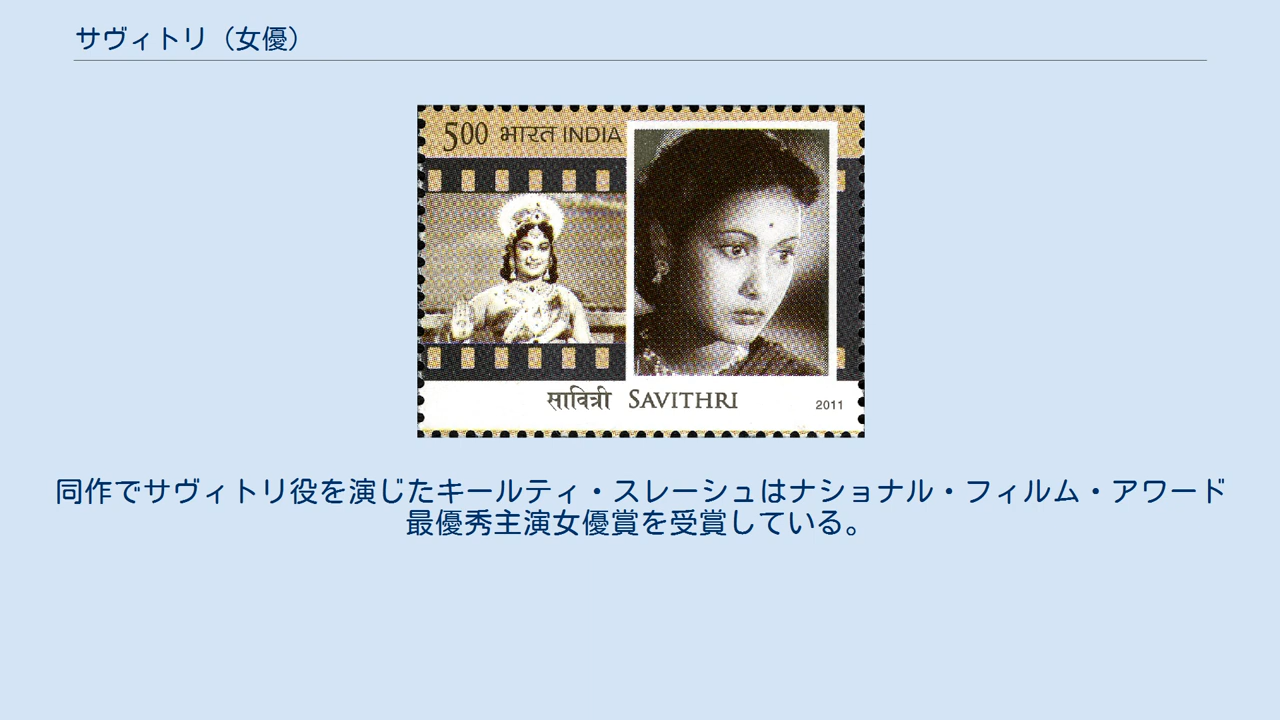 サヴィトリ（女優）
500 भारत INDIA
सावित्री SAVITHRI
2011
同作でサヴィトリ役を演じたキールティ・スレーシュはナショナル・フィルム・アワード
最優秀主演女優賞を受賞している。